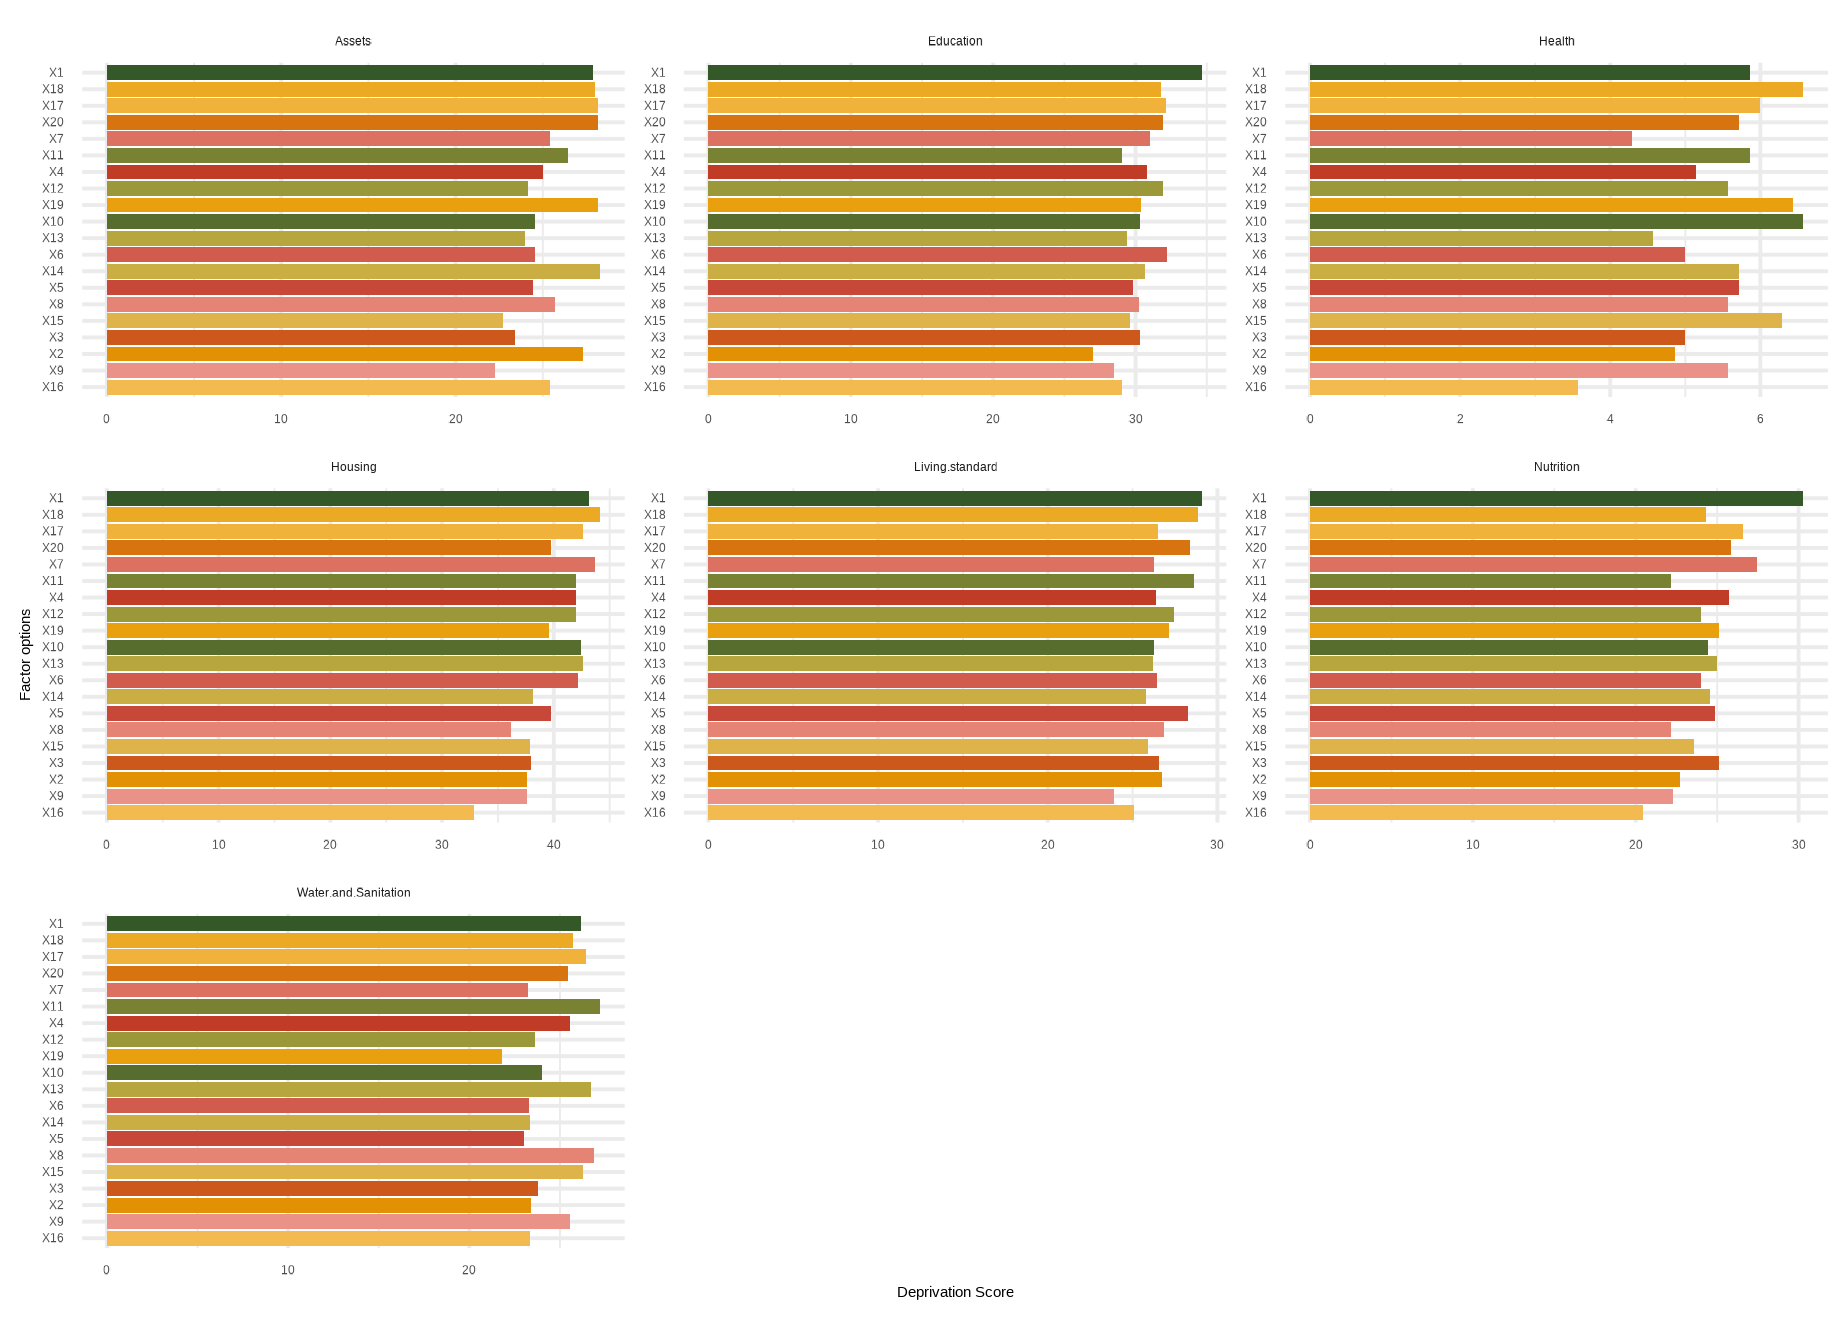 Assets
X1
X18
X17
X20
X7
X11
X4
X12
X19
X10
X13
X6
X14
X5
X8
X15
X3
X2
X9
X16
0 10 20
Education
X1
X18
X17
X20
X7
X11
X4
X12
X19
X10
X13
X6
X14
X5
X8
X15
X3
X2
X9
X16
0 10 20 30
Health
X1
X18
X17
X20
X7
X11
X4
X12
X19
X10
X13
X6
X14
X5
X8
X15
X3
X2
X9
X16
0 2 4 6
Factor options
Housing
X1
X18
X17
X20
X7
X11
X4
X12
X19
X10
X13
X6
X14
X5
X8
X15
X3
X2
X9
X16
0 10 20 30 40
Living.standard
X1
X18
X17
X20
X7
X11
X4
X12
X19
X10
X13
X6
X14
X5
X8
X15
X3
X2
X9
X16
0 10 20 30
Nutrition
X1
X18
X17
X20
X7
X11
X4
X12
X19
X10
X13
X6
X14
X5
X8
X15
X3
X2
X9
X16
0 10 20 30
Water.and.Sanitation
X1
X18
X17
X20
X7
X11
X4
X12
X19
X10
X13
X6
X14
X5
X8
X15
X3
X2
X9
X16
0 10 20
Deprivation Score